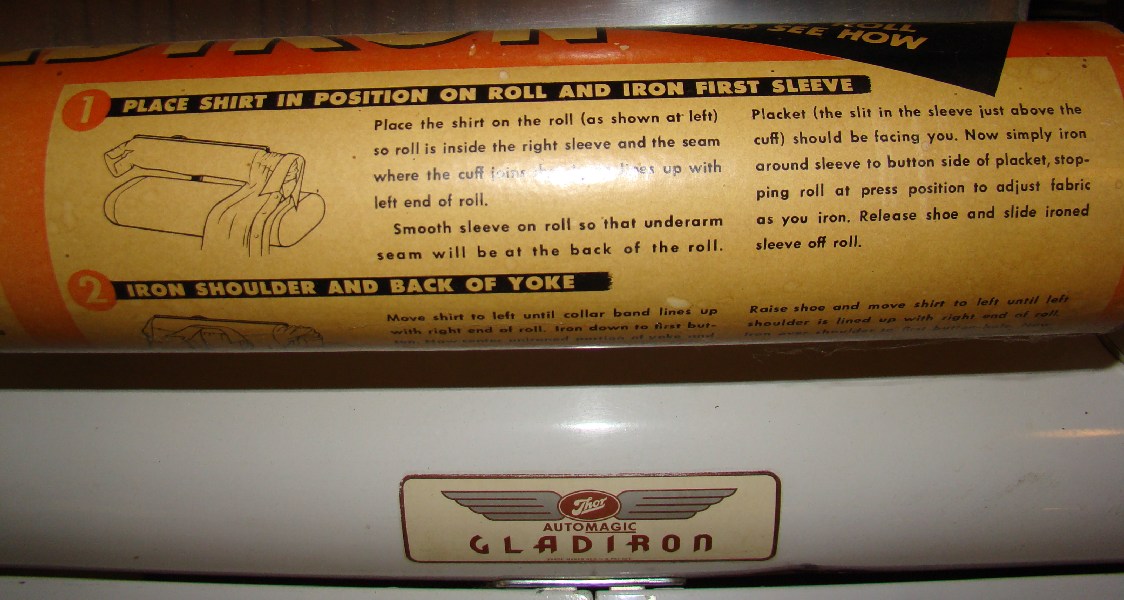 ROLL
SEE HOW
1 PLACE SHIRT IN POSITION ON ROLL AND IRON FIRST SLEEVE
Place the shirt on the roll (as shown at left)
so roll is inside the right sleeve and the seam
where the cuff joins the lines up with
left end of roll.
Smooth sleeve on roll so that underarm
seam will be at the back of the roll.
Placket (the slit in the sleeve just above the
cuff) should be facing you. Now simply iron
around sleeve to button side of placket, stop-
ping roll at press position to adjust fabric
as you iron. Release shoe and slide ironed
sleeve off roll.
2 IRON SHOULDER AND BACK OF YOKE
Move shirt to left until collar band lines up
with right end of roll. Iron down to first but-
Raise shoe and move shirt to left until left
shoulder is lined up with right end of roll.
Thor
AUTOMAGIC
GLADIRON